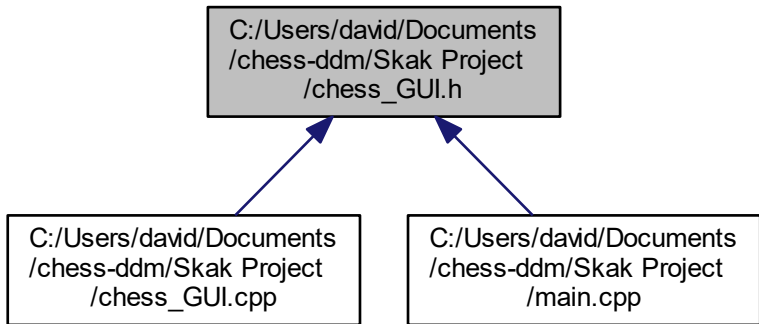 C:/Users/david/Documents
/chess-ddm/Skak Project
/chess_GUI.h
C:/Users/david/Documents
/chess-ddm/Skak Project
/chess_GUI.cpp
C:/Users/david/Documents
/chess-ddm/Skak Project
/main.cpp